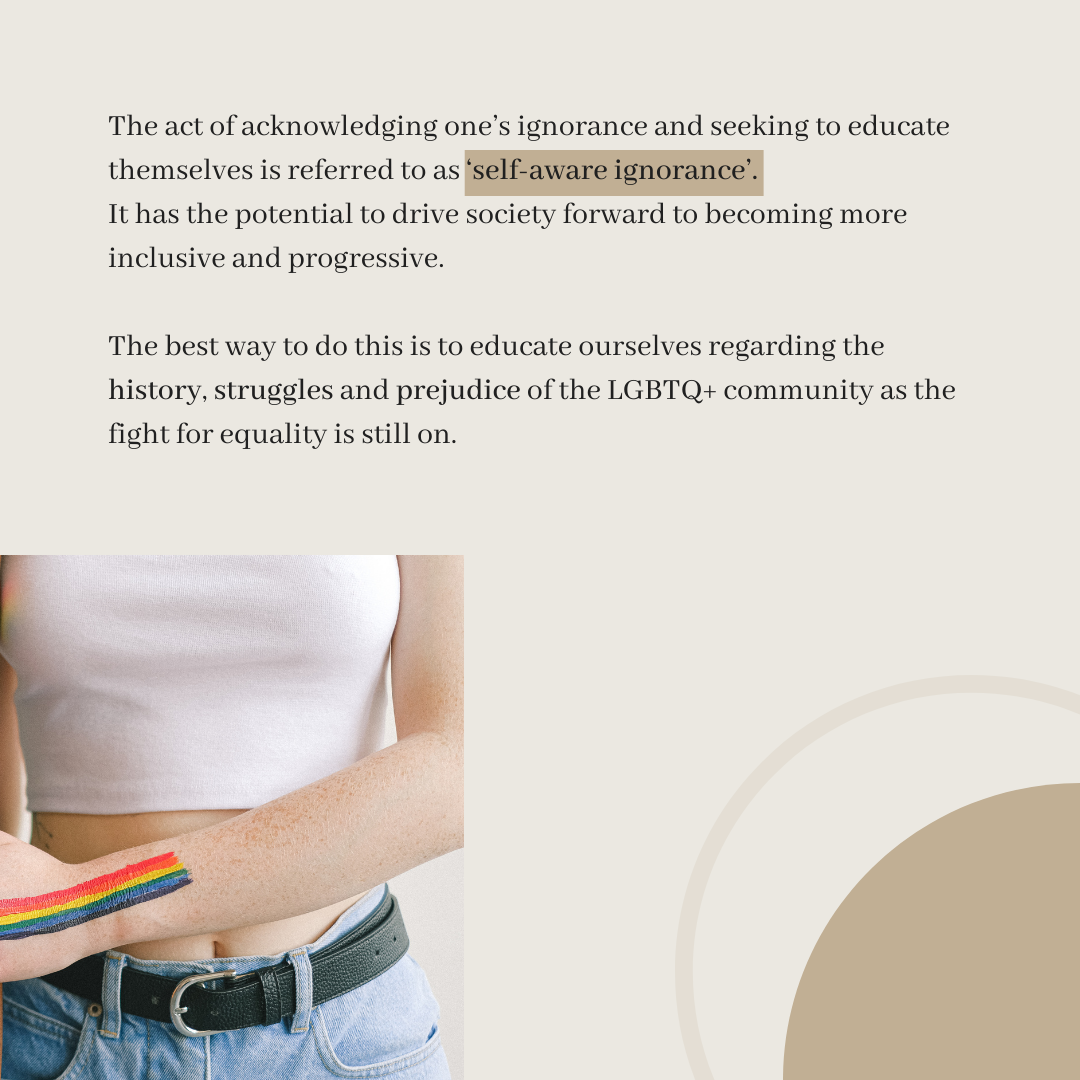 The act of acknowledging one’s ignorance and seeking to educate
themselves is referred to as ‘self-aware ignorance’.
It has the potential to drive society forward to becoming more
inclusive and progressive.
The best way to do this is to educate ourselves regarding the
history, struggles and prejudice of the LGBTQ+ community as the
fight for equality is still on.